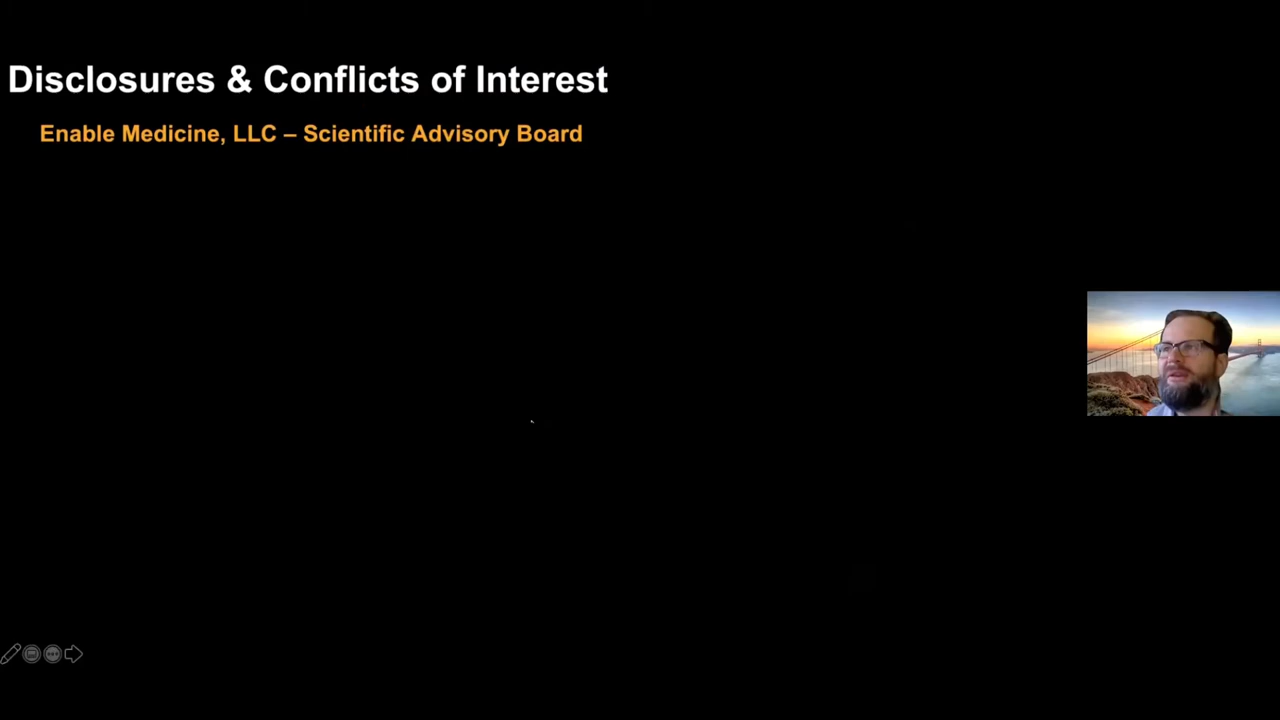 Disclosures & Conflicts of Interest
Enable Medicine, LLC – Scientific Advisory Board